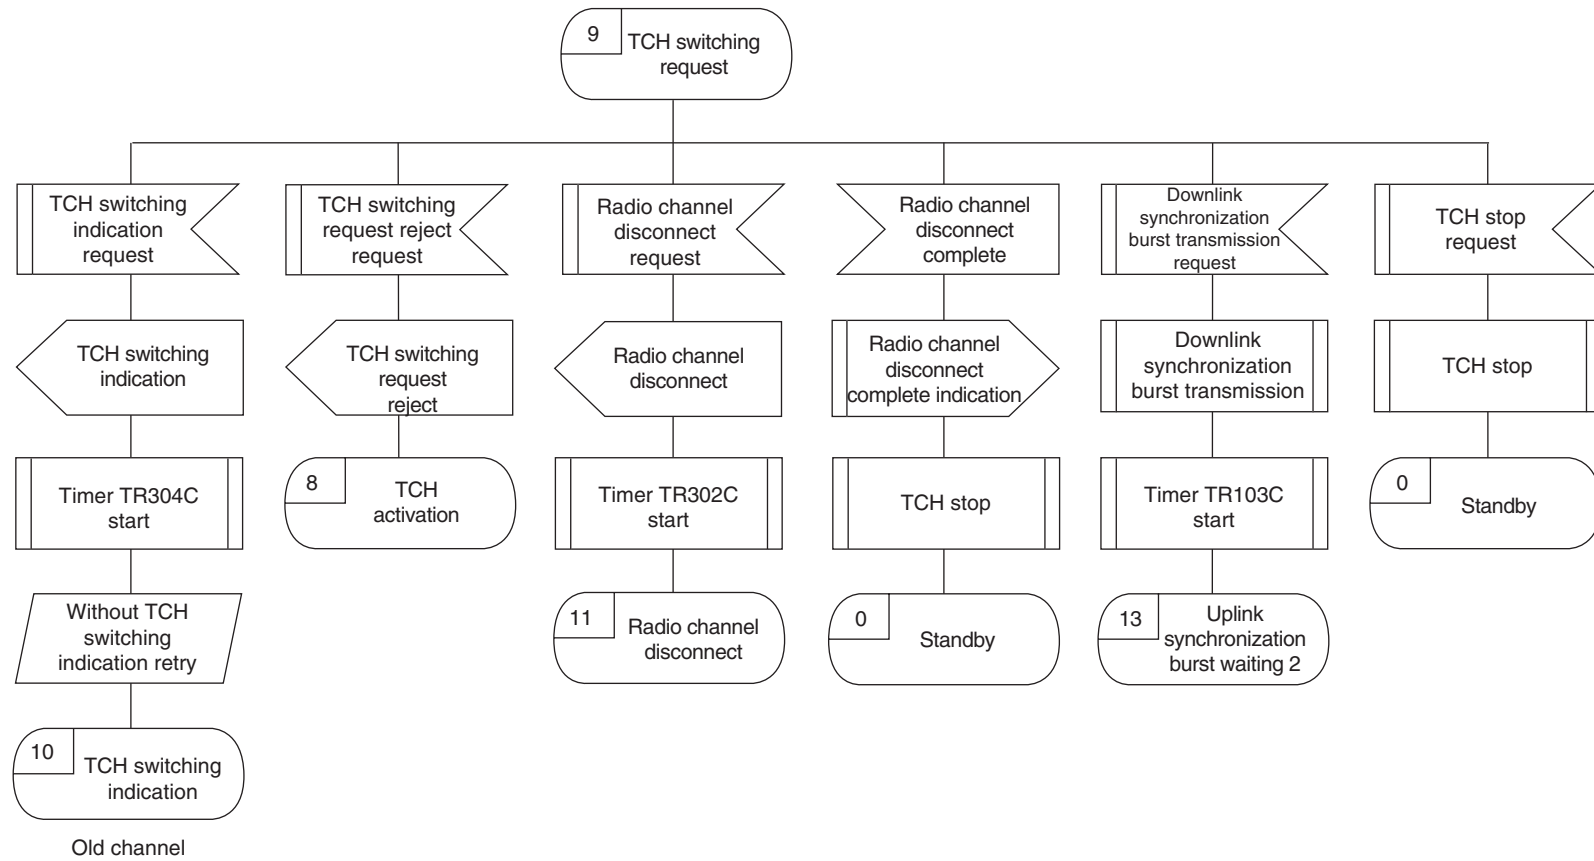 9
TCH switching
request
TCH switching
indication
request
TCH switching
request reject
request
Radio channel
disconnect
request
Radio channel
disconnect
complete
Downlink
synchronization
burst transmission
request
TCH stop
request
TCH switching
indication
TCH switching
request
reject
Radio channel
disconnect
Radio channel
disconnect
complete indication
Downlink
synchronization
burst transmission
TCH stop
Timer TR304C
start
8
TCH
activation
Timer TR302C
start
TCH stop
Timer TR103C
start
0
Standby
Without TCH
switching
indication retry
11
Radio channel
disconnect
0
Standby
13
Uplink
synchronization
burst waiting 2
10
TCH switching
indication
Old channel